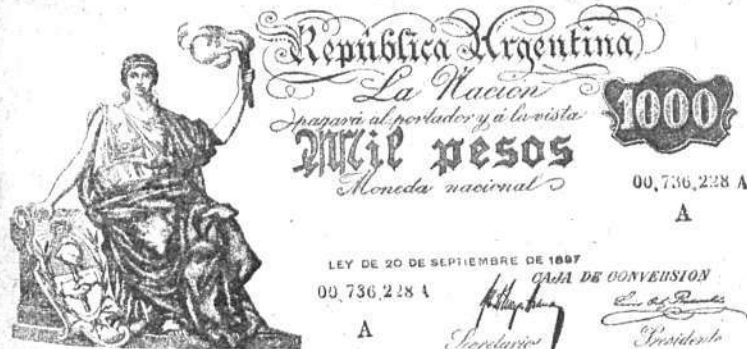 República Argentina
La Nación
pagará al portador y á la vista
1000
Mil pesos
Moneda nacional
00,736,228 A
A
LEY DE 20 DE SEPTIEMBRE DE 1897
CAJA DE CONVERSION
00,736,228 A
A
Secretario
Presidente